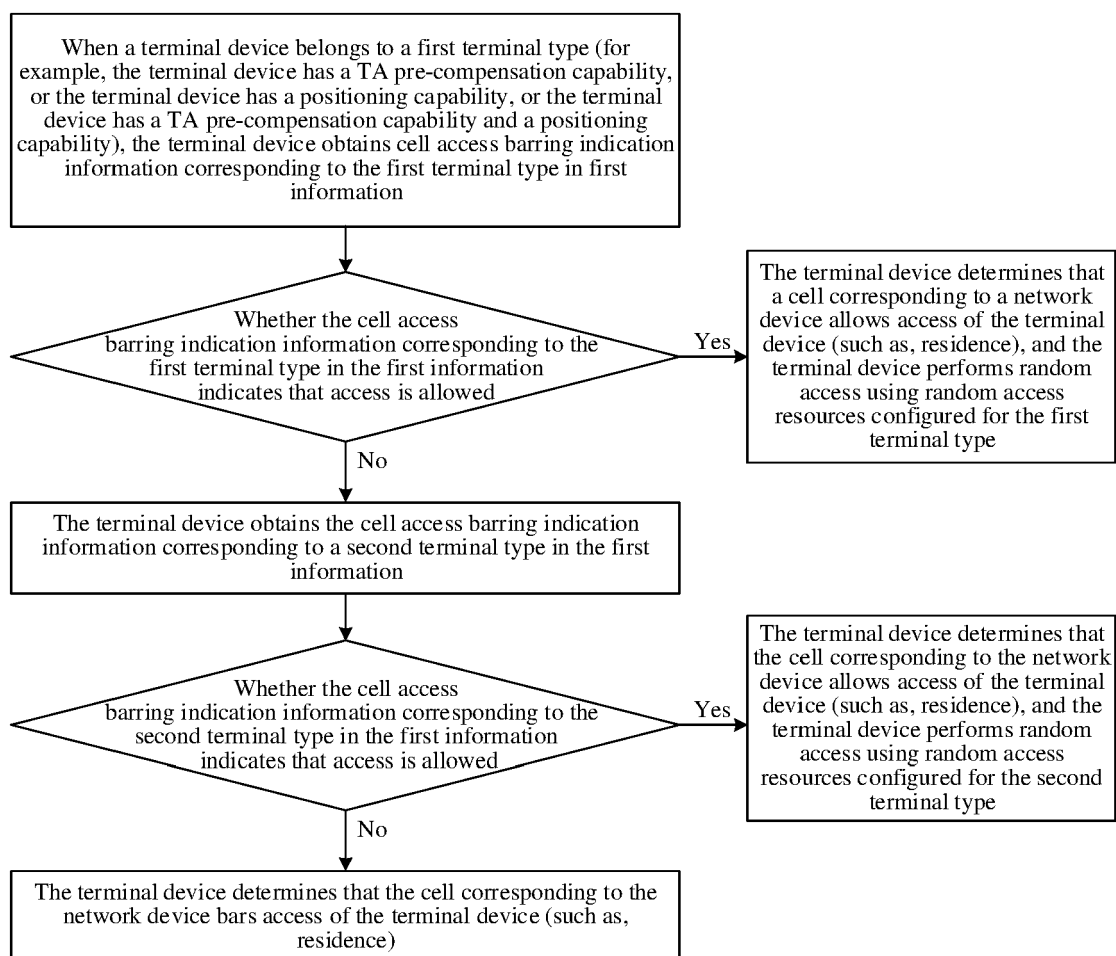 When a terminal device belongs to a first terminal type (for
example, the terminal device has a TA pre-compensation capability,
or the terminal device has a positioning capability, or the terminal
device has a TA pre-compensation capability and a positioning
capability), the terminal device obtains cell access barring indication
information corresponding to the first terminal type in first
information
Whether the cell access
barring indication information corresponding to the
first terminal type in the first information
indicates that access is allowed
Yes
The terminal device determines that
a cell corresponding to a network
device allows access of the terminal
device (such as, residence), and the
terminal device performs random
access using random access
resources configured for the first
terminal type
No
The terminal device obtains the cell access barring indication
information corresponding to a second terminal type in the first
information
Whether the cell access
barring indication information corresponding to the
second terminal type in the first information
indicates that access is allowed
Yes
The terminal device determines that
the cell corresponding to the network
device allows access of the terminal
device (such as, residence), and the
terminal device performs random
access using random access
resources configured for the second
terminal type
No
The terminal device determines that the cell corresponding to the
network device bars access of the terminal device (such as,
residence)